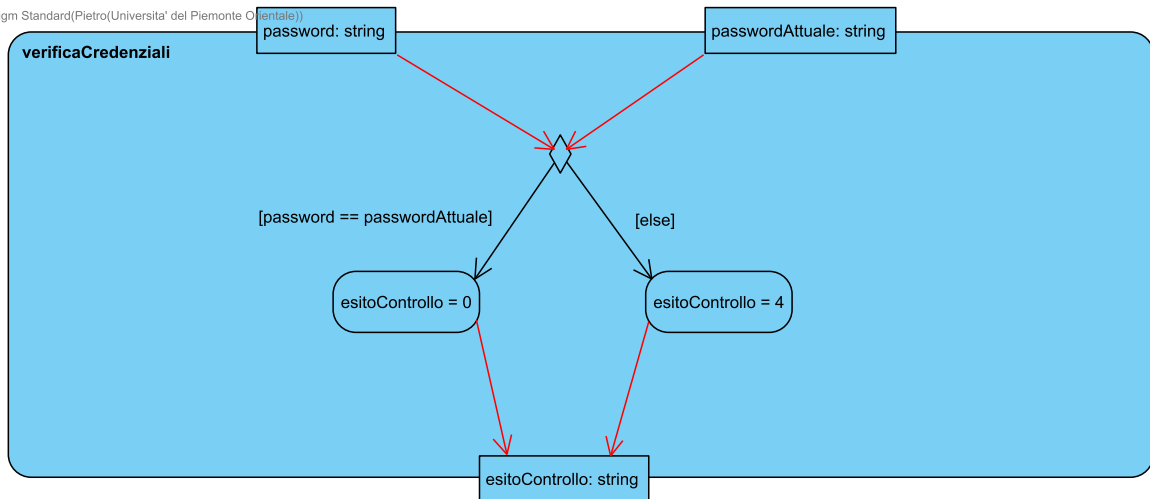 igm Standard(Pietro(Universita' del Piemonte Orientale))
password: string
passwordAttuale: string
verificaCredenziali
[password == passwordAttuale]
[else]
esitoControllo = 0
esitoControllo = 4
esitoControllo: string